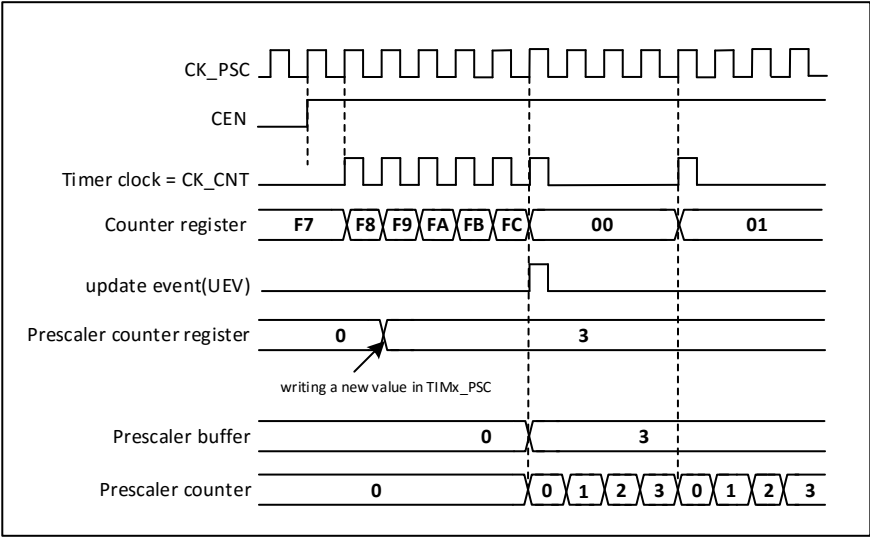 CK_PSC
CEN
Timer clock = CK_CNT
Counter register F7 F8 F9 FA FB FC 00 01
update event(UEV)
Prescaler counter register 0 3
writing a new value in TIMx_PSC
Prescaler buffer 0 3
Prescaler counter 0 0 1 2 3 0 1 2 3